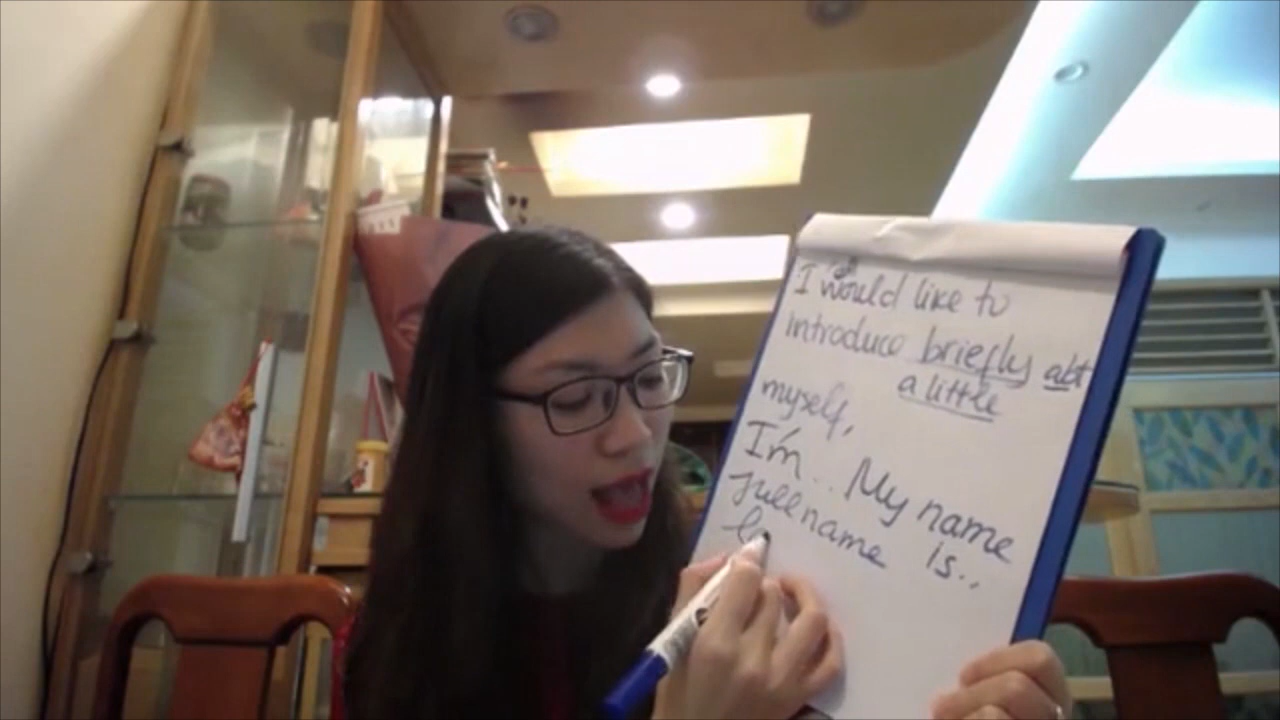 I would like to
introduce briefly abt
a little
myself,
I'm... My name
full name is...